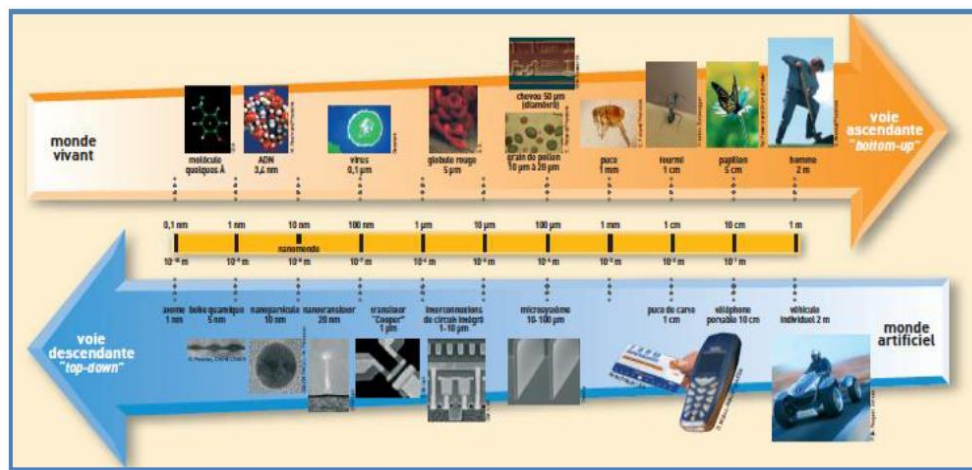 monde
vivant
molécule
quelques Å
ADN
3,4 nm
virus
0,1 µm
globule rouge
5 µm
cheveu 50 µm
(diamètre)
grain de pollen
10 µm à 20 µm
puce
1 mm
fourmi
1 cm
papillon
5 cm
homme
2 m
voie
ascendante
"bottom-up"
0,1 nm 1 nm 10 nm 100 nm 1 µm 10 µm 100 µm 1 mm 1 cm 10 cm 1 m
nanomonde
10⁻¹⁰ m 10⁻⁹ m 10⁻⁸ m 10⁻⁷ m 10⁻⁶ m 10⁻⁵ m 10⁻⁴ m 10⁻³ m 10⁻² m 10⁻¹ m
voie
descendante
"top-down"
atome
1 nm
boîte quantique
5 nm
nanoparticule
10 nm
nanotransistor
20 nm
transistor
"Cooper"
1 µm
interconnexions
de circuit intégré
1-10 µm
microsystème
10-100 µm
puce de carte
1 cm
téléphone
portable 10 cm
véhicule
individuel 2 m
monde
artificiel